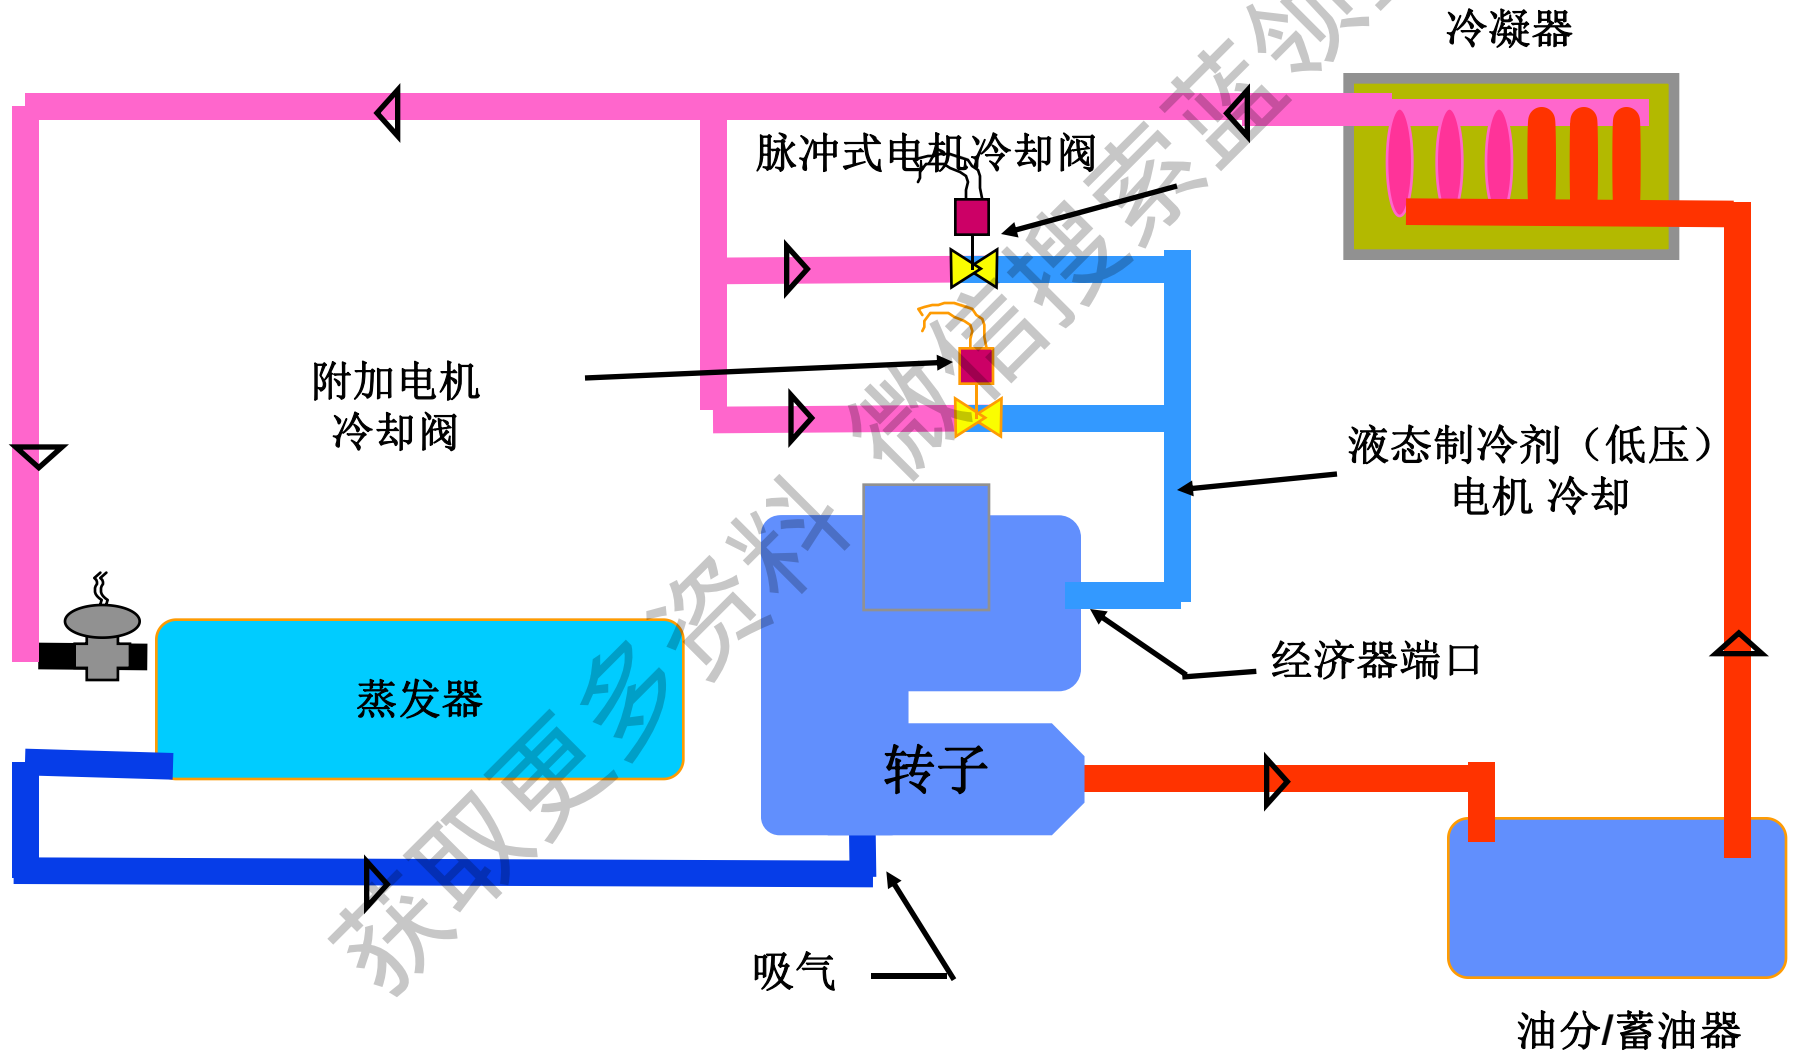 冷凝器
脉冲式电机冷却阀
附加电机
冷却阀
液态制冷剂（低压）
电机 冷却
经济器端口
蒸发器
转子
吸气
油分/蓄油器
获取更多资料 微信搜索蓝领